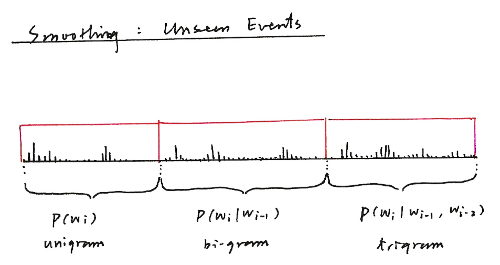 Smoothing : Unseen Events
P(wi) P(wi|wi-1) P(wi|wi-1, wi-2)
unigram bi-gram trigram